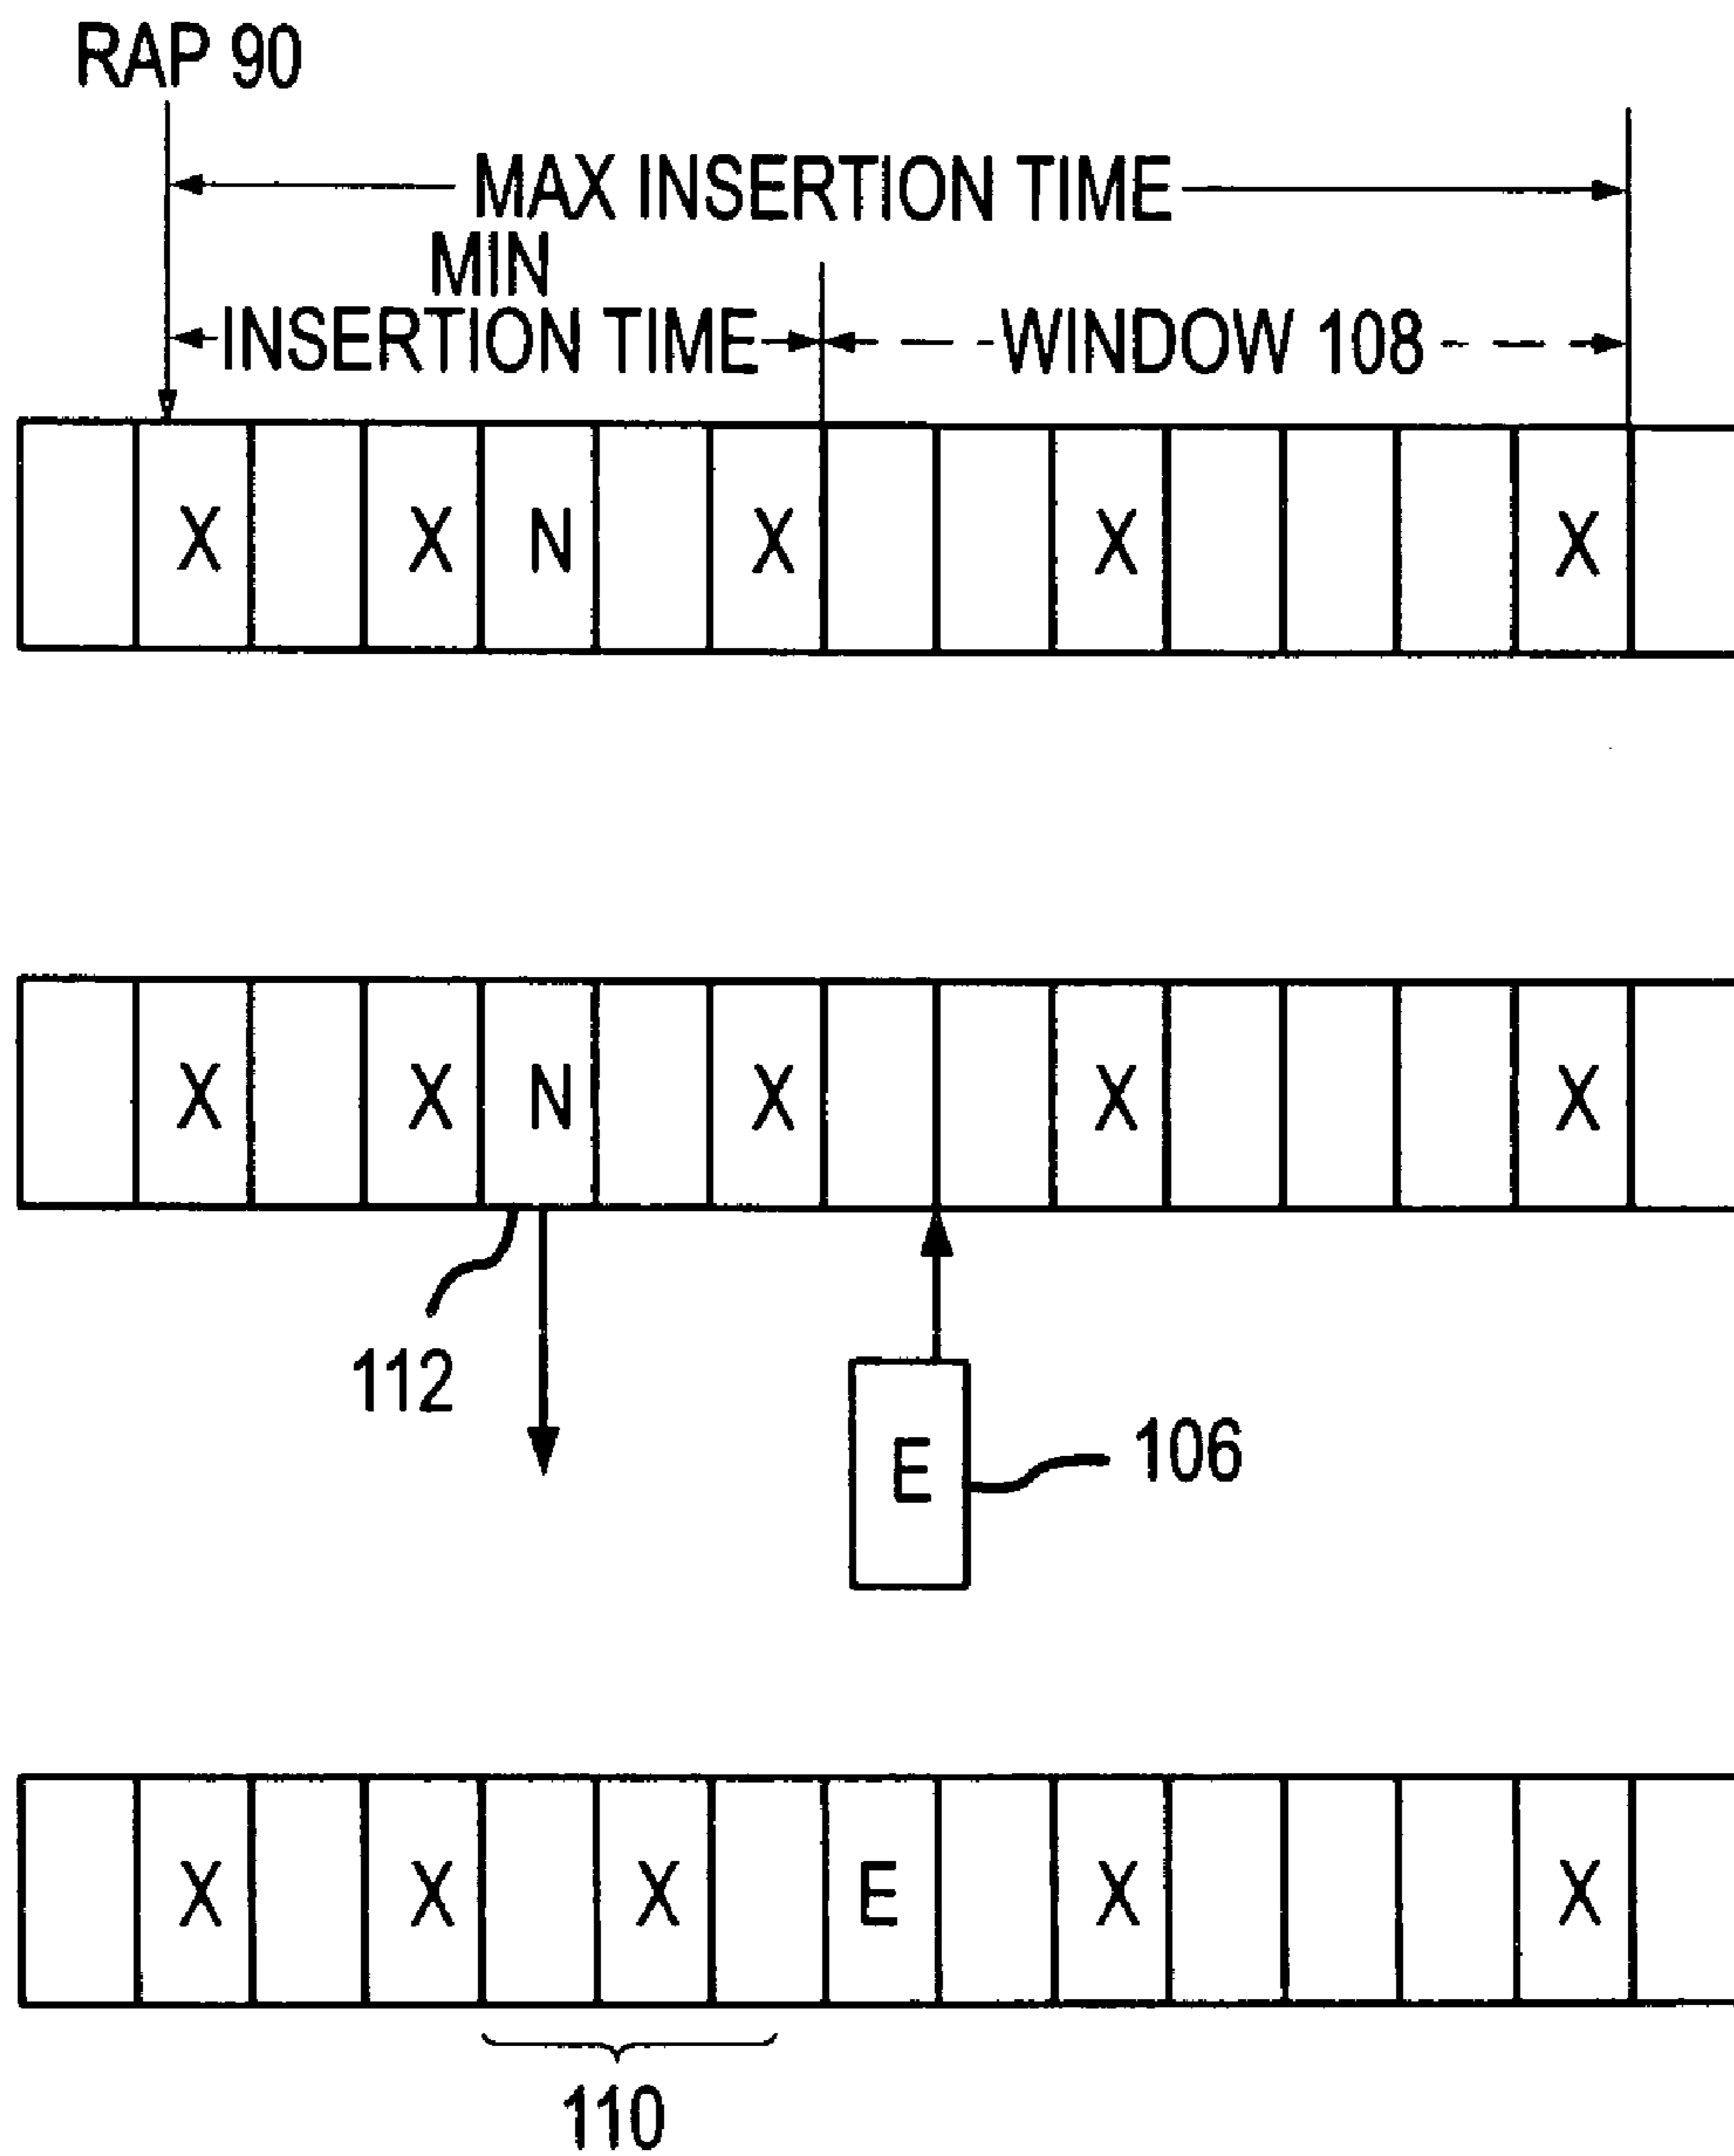 RAP 90
MAX INSERTION TIME
MIN
INSERTION TIME
WINDOW 108
X X N X X X
X X N X X X
112
E
106
X X X E X X
110